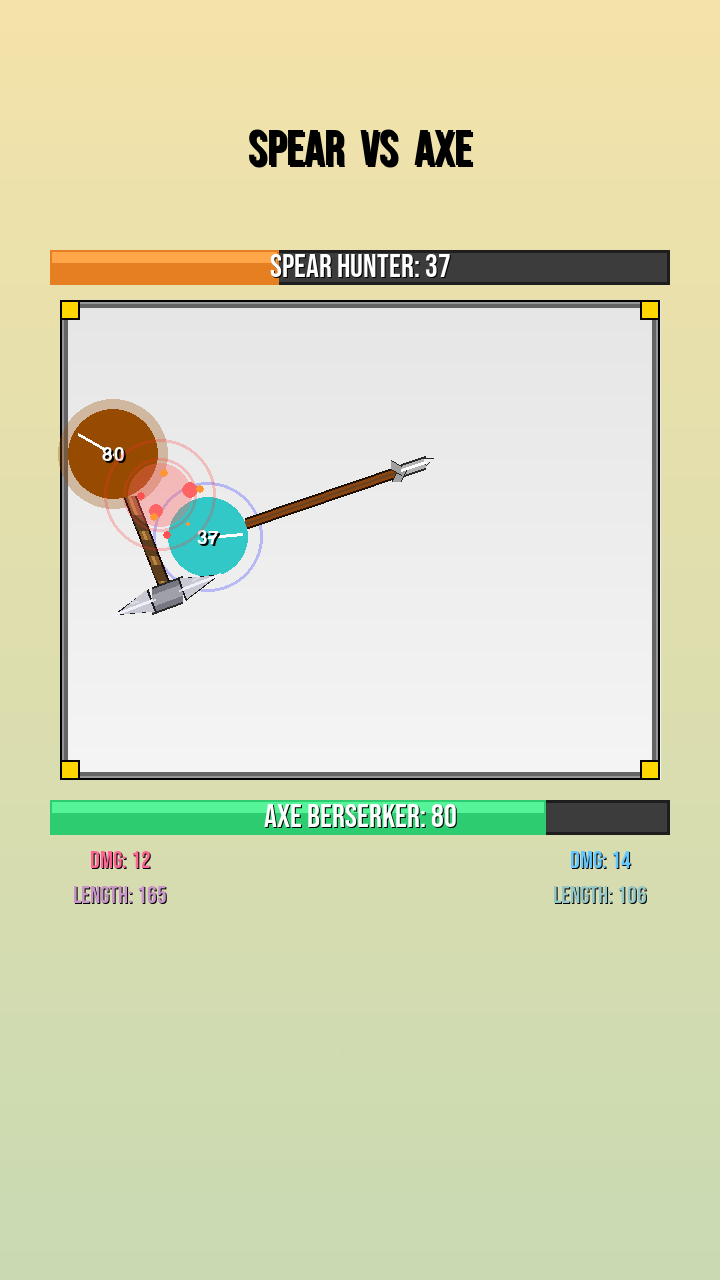 SPEAR VS AXE
SPEAR HUNTER: 37
80
37
AXE BERSERKER: 80
DMG: 12
DMG: 14
LENGTH: 165
LENGTH: 106